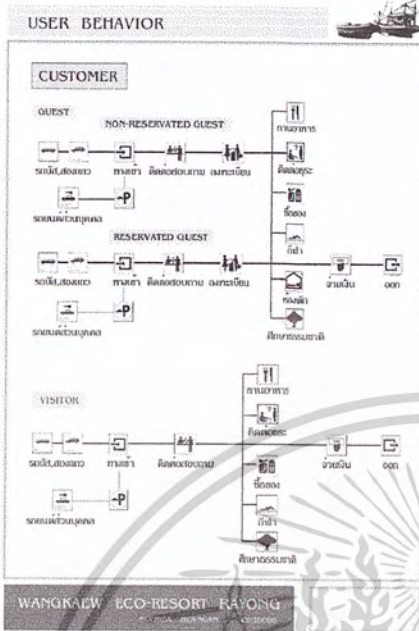 USER BEHAVIOR
CUSTOMER
GUEST
NON-RESERVATED GUEST
ทานอาหาร
รถบัส,สองแถว ทางเข้า ติดต่อสอบถาม ลงทะเบียน ติดต่อธุระ
ซื้อของ
รถยนต์ส่วนบุคคล
RESERVATED GUEST
กีฬา
รถบัส,สองแถว ทางเข้า ติดต่อสอบถาม ลงทะเบียน ห้องพัก จ่ายเงิน ออก
รถยนต์ส่วนบุคคล
ศึกษาธรรมชาติ
VISITOR
ทานอาหาร
ติดต่อธุระ
รถบัส,สองแถว ทางเข้า ติดต่อสอบถาม ซื้อของ จ่ายเงิน ออก
กีฬา
รถยนต์ส่วนบุคคล
ศึกษาธรรมชาติ
WANGKAEW ECO-RESORT RAYONG